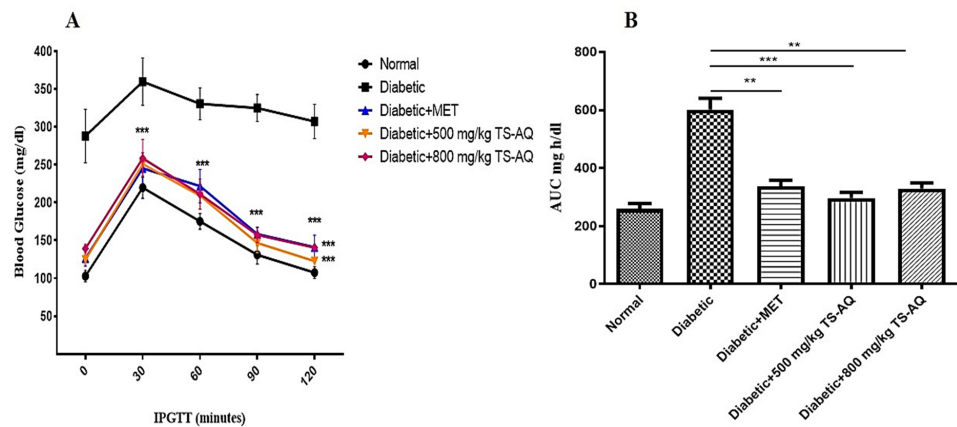 A
Blood Glucose (mg/dl)
400
350
300
250
200
150
100
50
***
***
***
***
***
***
0
30
60
90
120
IPGTT (minutes)
Normal
Diabetic
Diabetic+MET
Diabetic+500 mg/kg TS-AQ
Diabetic+800 mg/kg TS-AQ
B
AUC mg h/dl
800
600
400
200
0
**
***
**
Normal
Diabetic
Diabetic+MET
Diabetic+500 mg/kg TS-AQ
Diabetic+800 mg/kg TS-AQ